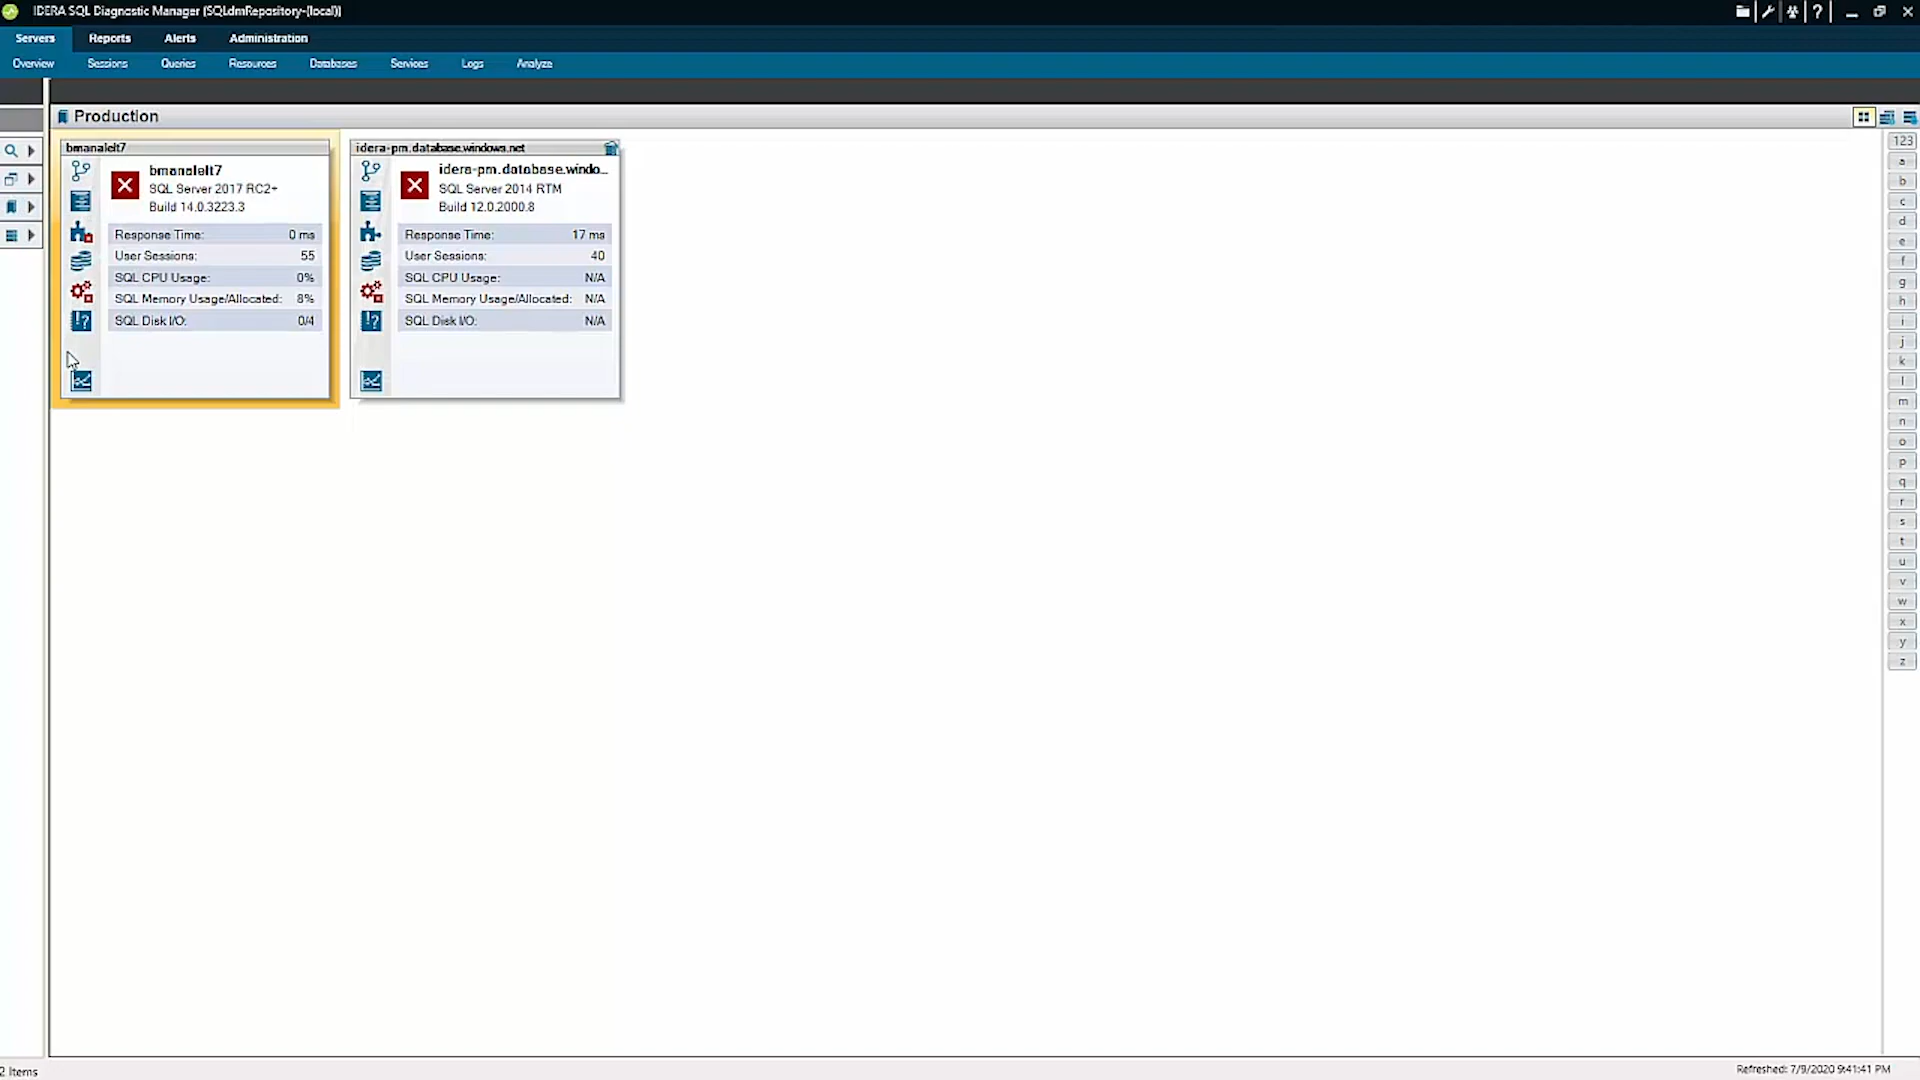 IDERA SQL Diagnostic Manager (SQLdmRepository-(local))
Servers Reports Alerts Administration
Overview Sessions Queries Resources Databases Services Logs Analyze
Production
bmanalelt7
bmanalelt7
SQL Server 2017 RC2+
Build 14.0.3223.3
Response Time: 0 ms
User Sessions: 55
SQL CPU Usage: 0%
SQL Memory Usage/Allocated: 8%
SQL Disk I/O: 0/4
idera-pm.database.windows.net
idera-pm.database.windo...
SQL Server 2014 RTM
Build 12.0.2000.8
Response Time: 17 ms
User Sessions: 40
SQL CPU Usage: N/A
SQL Memory Usage/Allocated: N/A
SQL Disk I/O: N/A
123
a
b
c
d
e
f
g
h
i
j
k
l
m
n
o
p
q
r
s
t
u
v
w
x
y
z
2 Items
Refreshed: 7/9/2020 9:41:41 PM